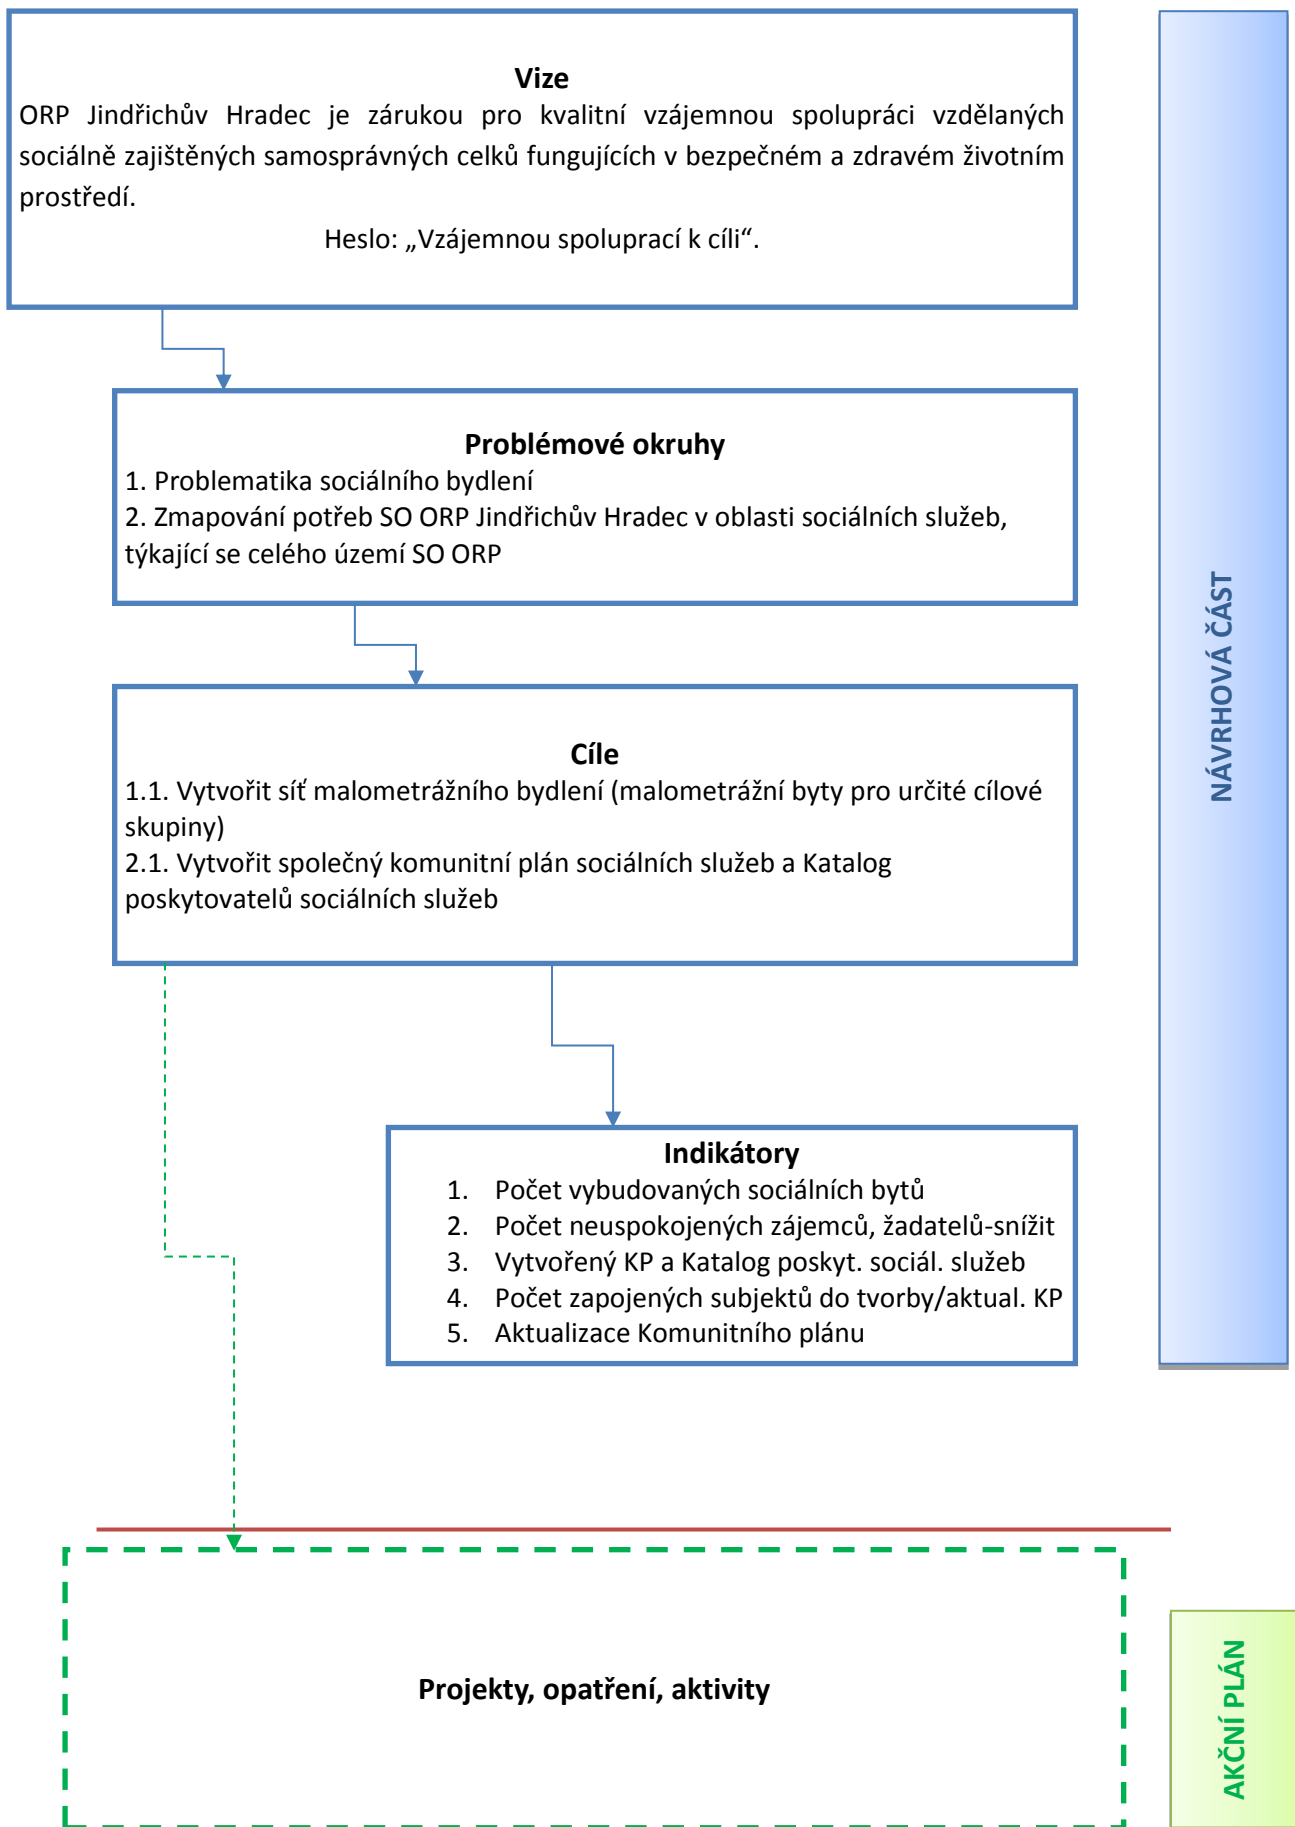 Vize
ORP Jindřichův Hradec je zárukou pro kvalitní vzájemnou spolupráci vzdělaných
sociálně zajištěných samosprávných celků fungujících v bezpečném a zdravém životním
prostředí.
Heslo: „Vzájemnou spoluprací k cíli“.
Problémové okruhy
1. Problematika sociálního bydlení
2. Zmapování potřeb SO ORP Jindřichův Hradec v oblasti sociálních služeb,
týkající se celého území SO ORP
Cíle
1.1. Vytvořit síť malometrážního bydlení (malometrážní byty pro určité cílové
skupiny)
2.1. Vytvořit společný komunitní plán sociálních služeb a Katalog
poskytovatelů sociálních služeb
Indikátory
1. Počet vybudovaných sociálních bytů
2. Počet neuspokojených zájemců, žadatelů-snížit
3. Vytvořený KP a Katalog poskyt. sociál. služeb
4. Počet zapojených subjektů do tvorby/aktual. KP
5. Aktualizace Komunitního plánu
NÁVRHOVÁ ČÁST
Projekty, opatření, aktivity
AKČNÍ PLÁN